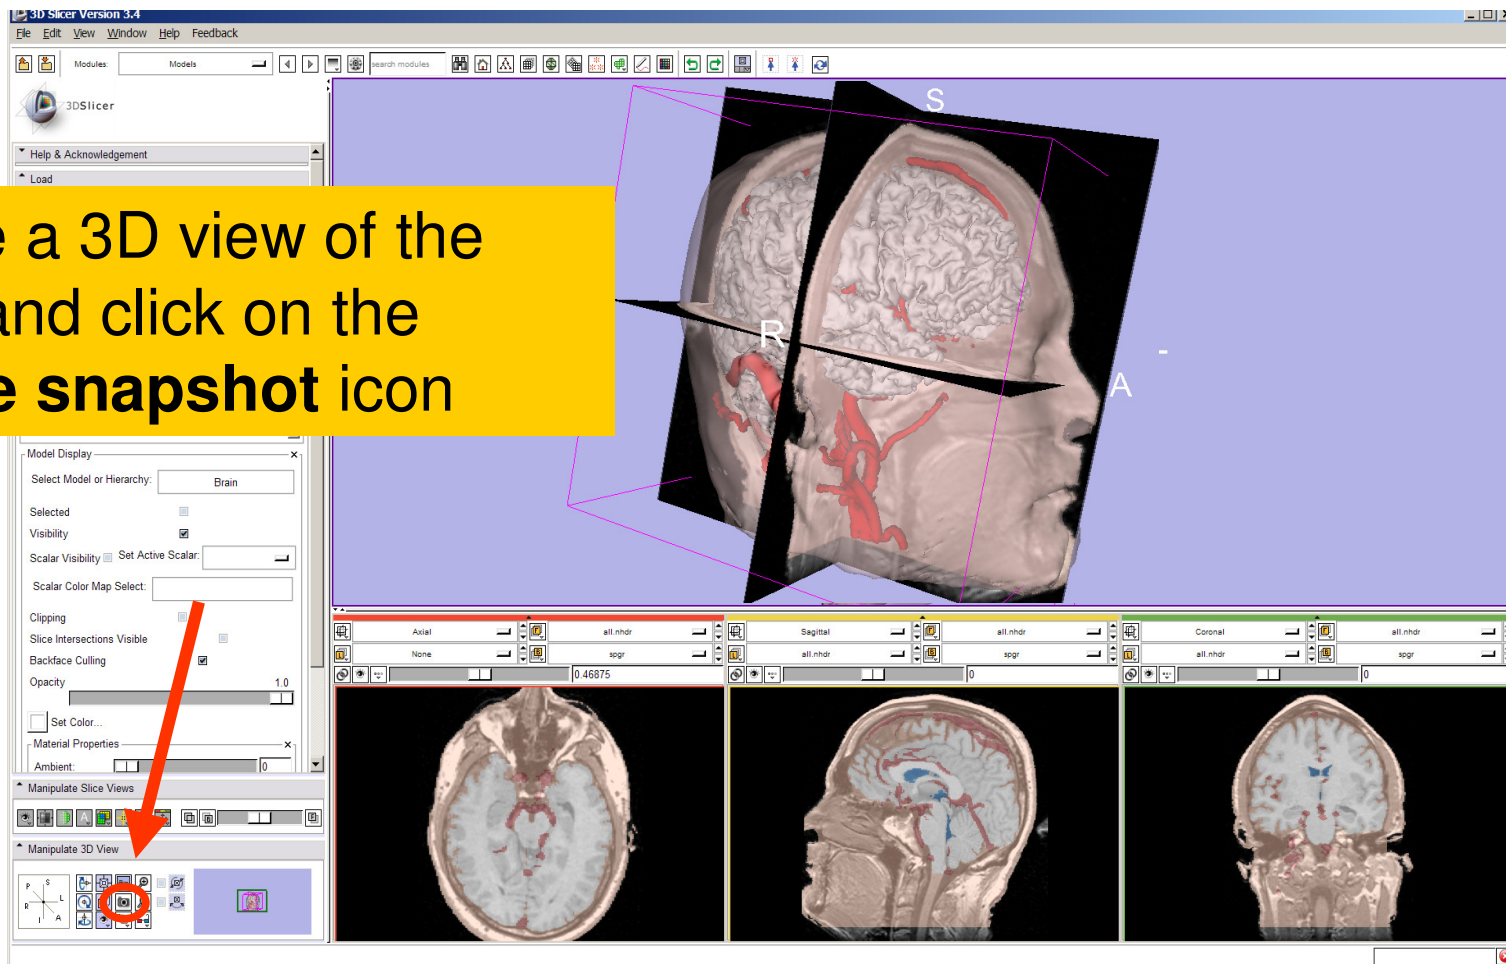 3D Slicer Version 3.4
File Edit View Window Help Feedback
Modules: Models search modules
3DSlicer
Help & Acknowledgement
Load
e a 3D view of the
and click on the
e snapshot icon
S
R
A
-
Model Display
Select Model or Hierarchy: Brain
Selected
Visibility
Scalar Visibility Set Active Scalar:
Scalar Color Map Select:
Clipping
Slice Intersections Visible
Backface Culling
Opacity 1.0
Set Color...
Material Properties
Ambient: 0
Manipulate Slice Views
Manipulate 3D View
P S
R L
I A
Axial all.nhdr
None spgr
0.46875
Sagittal all.nhdr
all.nhdr spgr
0
Coronal all.nhdr
all.nhdr spgr
0